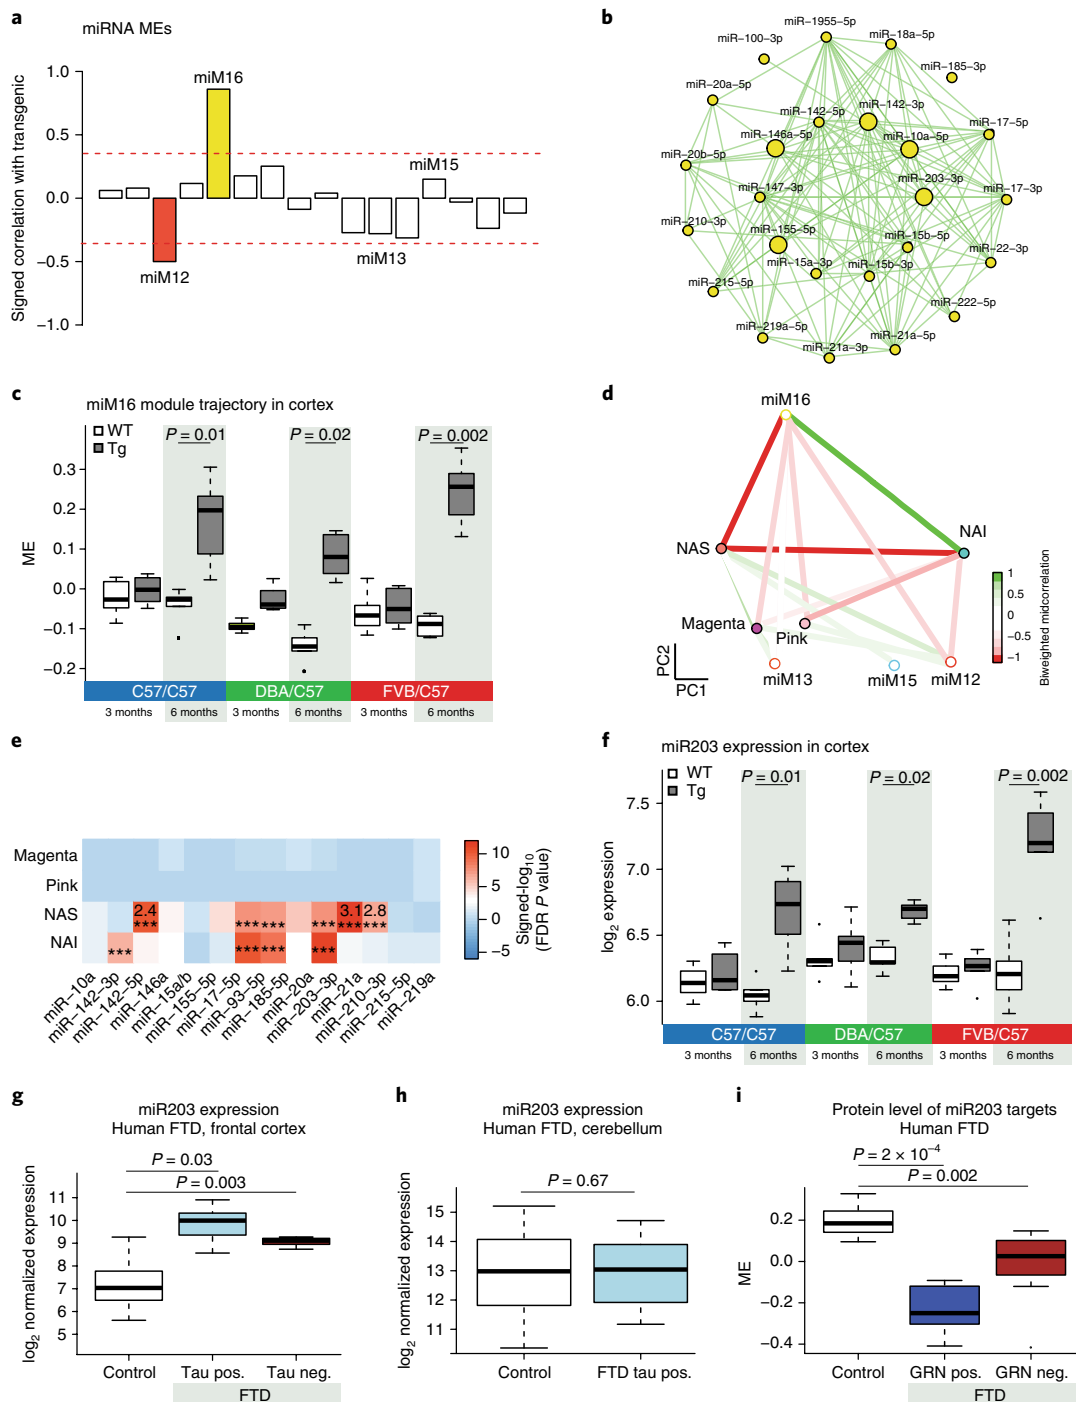 a
miRNA MEs
Signed correlation with transgenic
1.0
0.5
0.0
−0.5
−1.0
miM16
miM15
miM12
miM13
b
miR−1955−5p
miR−18a−5p
miR−100−3p
miR−185−3p
miR−20a−5p
miR−142−5p
miR−142−3p
miR−17−5p
miR−146a−5p
miR−10a−5p
miR−20b−5p
miR−203−3p
miR−147−3p
miR−17−3p
miR−210−3p
miR−155−5p
miR−15b−5p
miR−22−3p
miR−15a−3p
miR−15b−3p
miR−215−5p
miR−222−5p
miR−219a−5p
miR−21a−5p
miR−21a−3p
c
miM16 module trajectory in cortex
WT
Tg
P = 0.01
P = 0.02
P = 0.002
ME
0.3
0.2
0.1
0.0
−0.1
−0.2
C57/C57
DBA/C57
FVB/C57
3 months
6 months
3 months
6 months
3 months
6 months
d
miM16
NAS
NAI
Magenta
Pink
miM13
miM15
miM12
PC2
PC1
1
0.5
0
−0.5
−1
Biweighted midcorrelation
e
Magenta
Pink
NAS
NAI
2.4
3.1
2.8
***
***
***
***
***
***
***
***
***
***
10
5
0
−5
Signed-log10
(FDR P value)
miR−10a
miR−142−3p
miR−142−5p
miR−146a
miR−15a/b
miR−155−5p
miR−17−5p
miR−93−5p
miR−185−5p
miR−20a
miR−203−3p
miR−21a
miR−210−3p
miR−215−5p
miR−219a
f
miR203 expression in cortex
WT
Tg
P = 0.01
P = 0.02
P = 0.002
log2 expression
7.5
7.0
6.5
6.0
C57/C57
DBA/C57
FVB/C57
3 months
6 months
3 months
6 months
3 months
6 months
g
miR203 expression
Human FTD, frontal cortex
P = 0.03
P = 0.003
log2 normalized expression
11
10
9
8
7
6
5
Control
Tau pos.
Tau neg.
FTD
h
miR203 expression
Human FTD, cerebellum
P = 0.67
log2 normalized expression
15
14
13
12
11
Control
FTD tau pos.
i
Protein level of miR203 targets
Human FTD
P = 2 × 10−4
P = 0.002
ME
0.2
0.0
−0.2
−0.4
Control
GRN pos.
GRN neg.
FTD